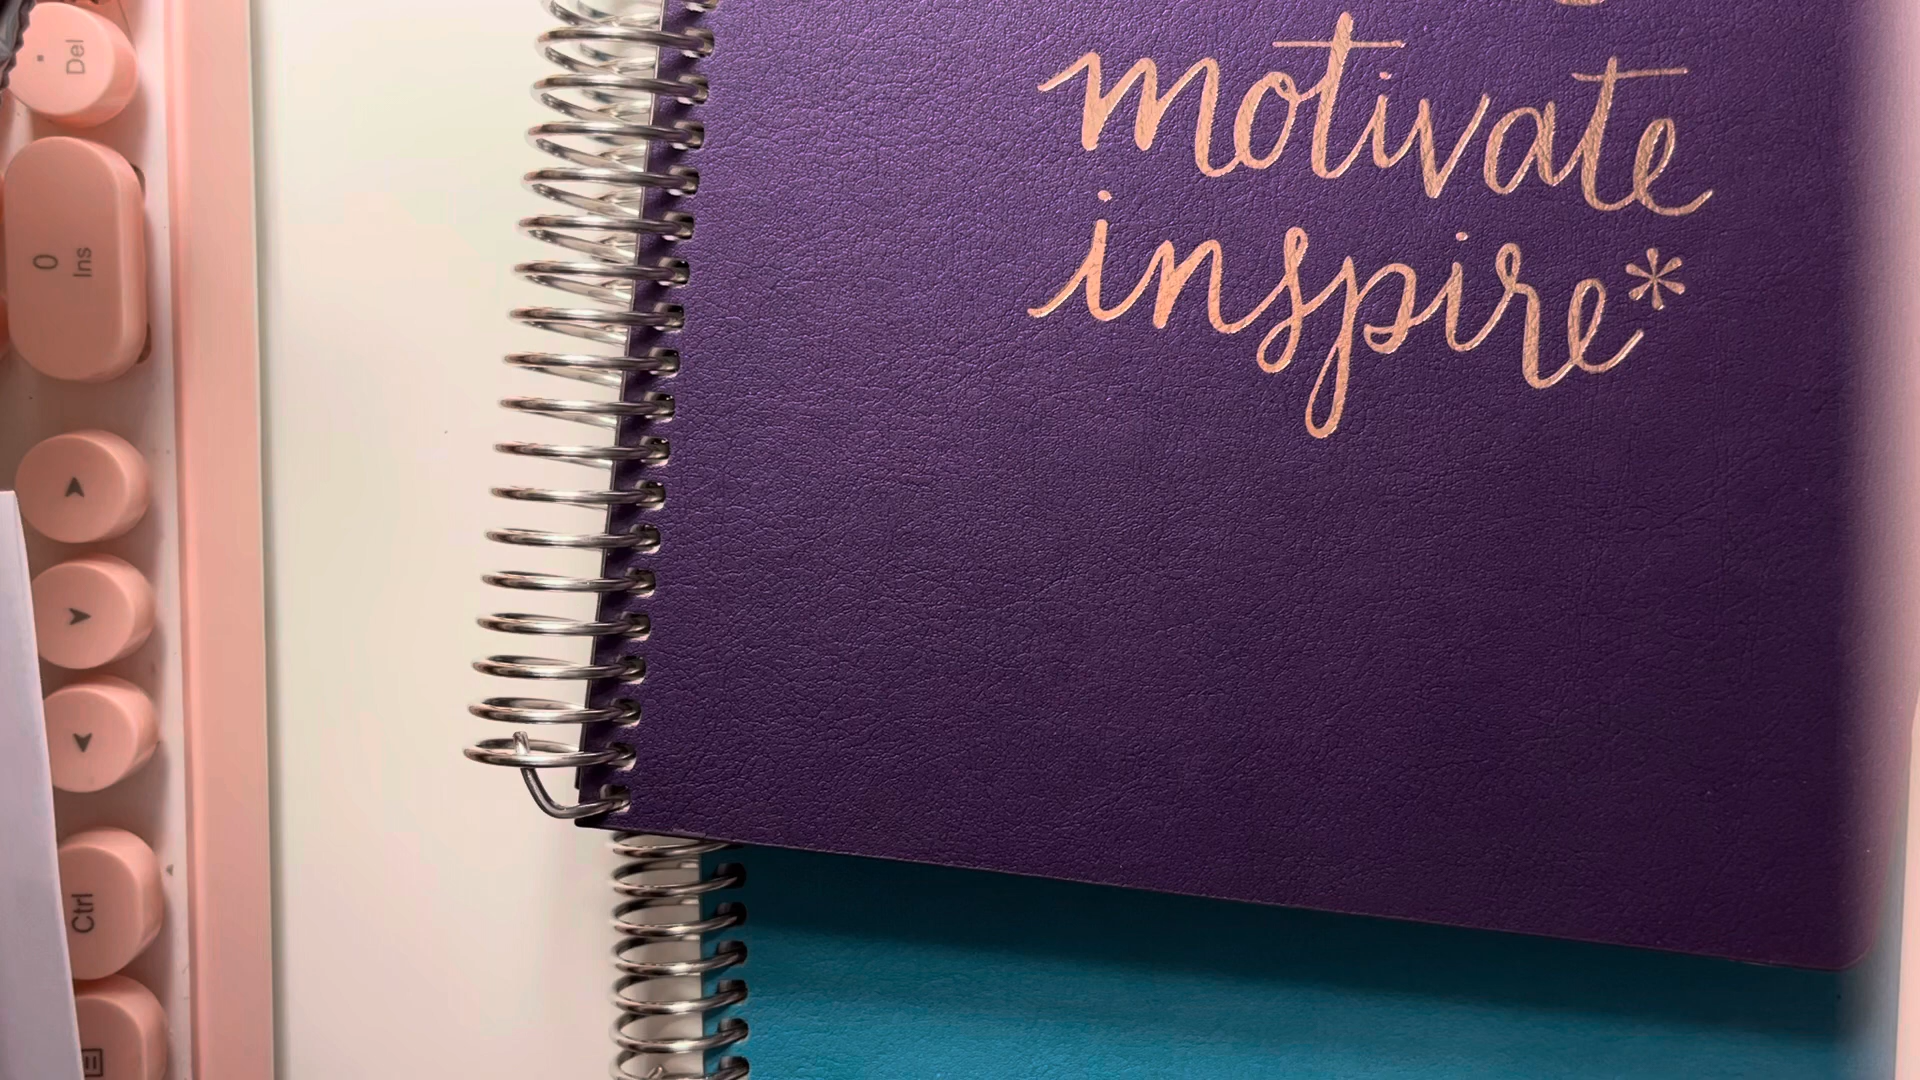 motivate
inspire*
. Del
0 Ins
Ctrl